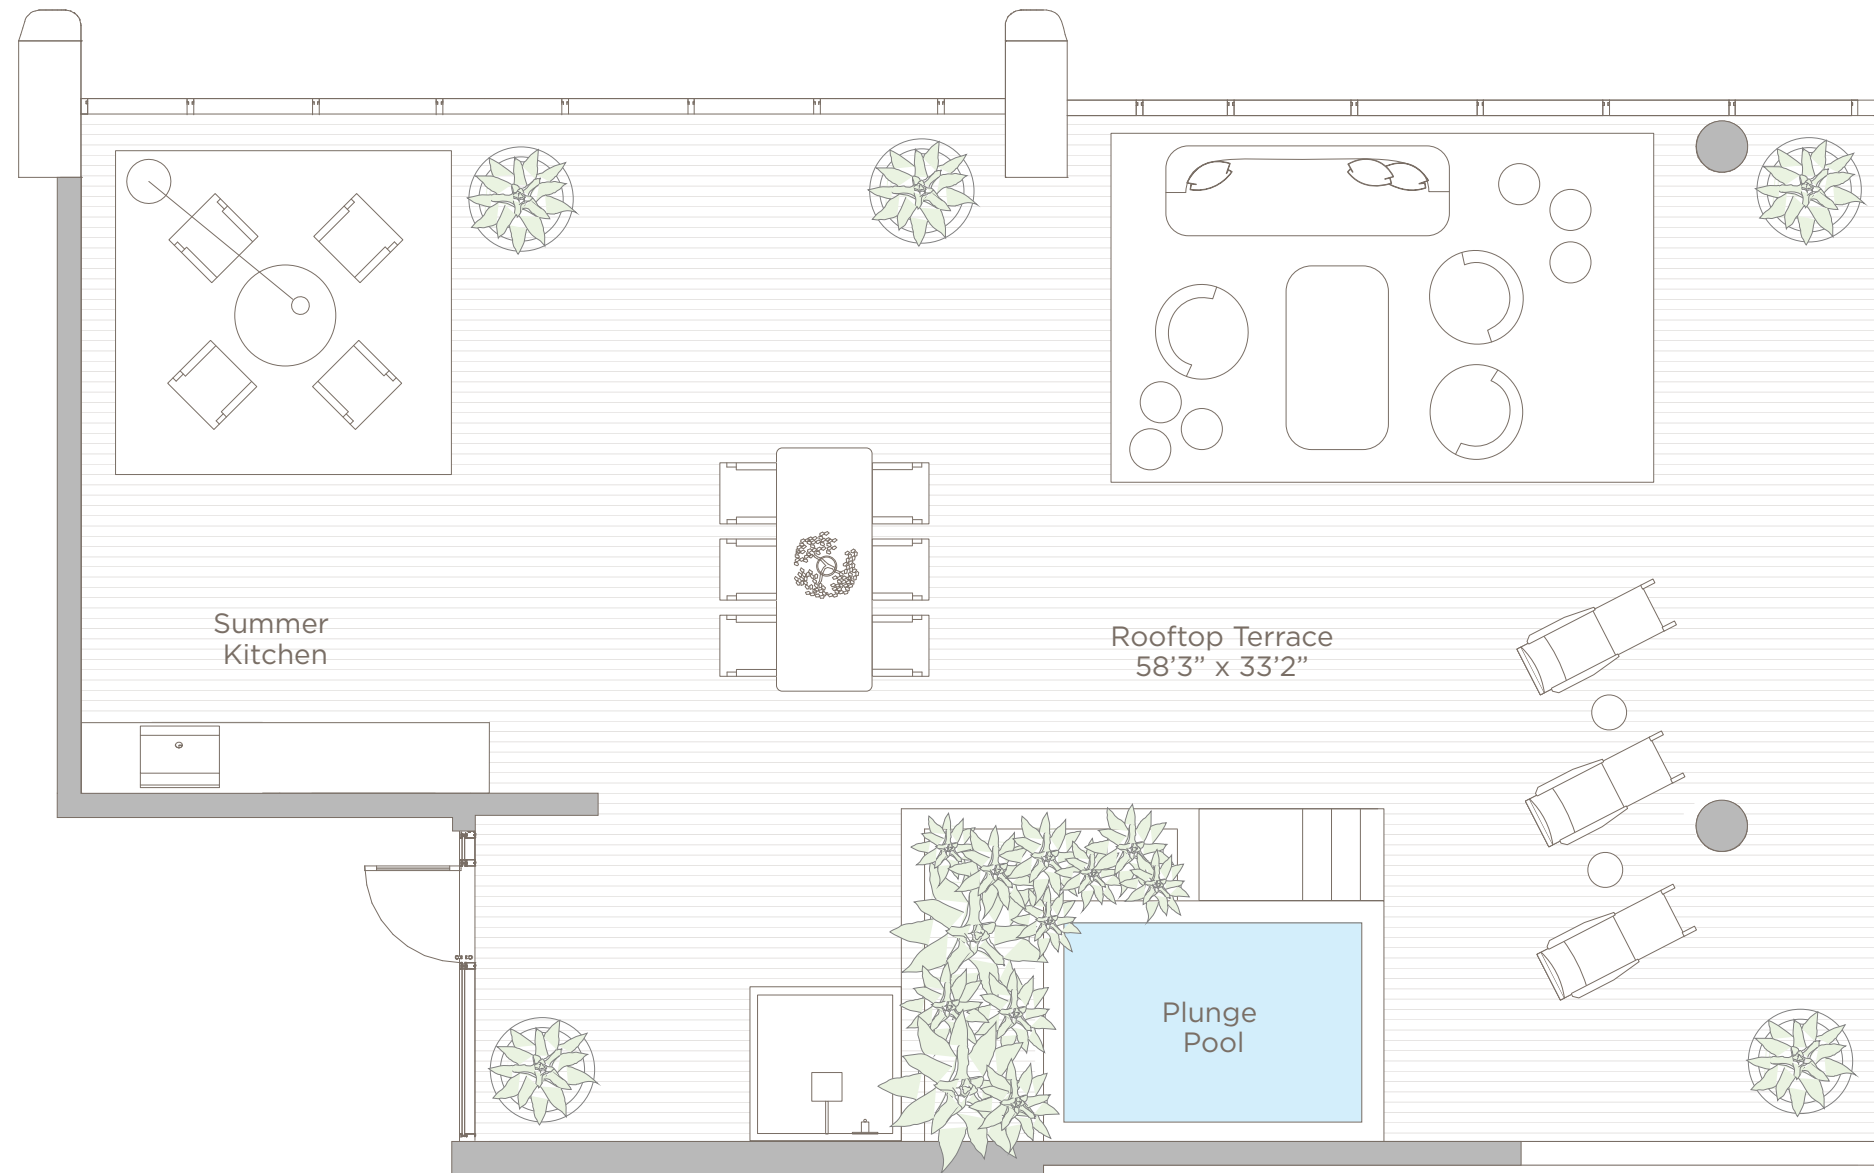 Summer
Kitchen
Rooftop Terrace
58’3” x 33’2”
Plunge
Pool